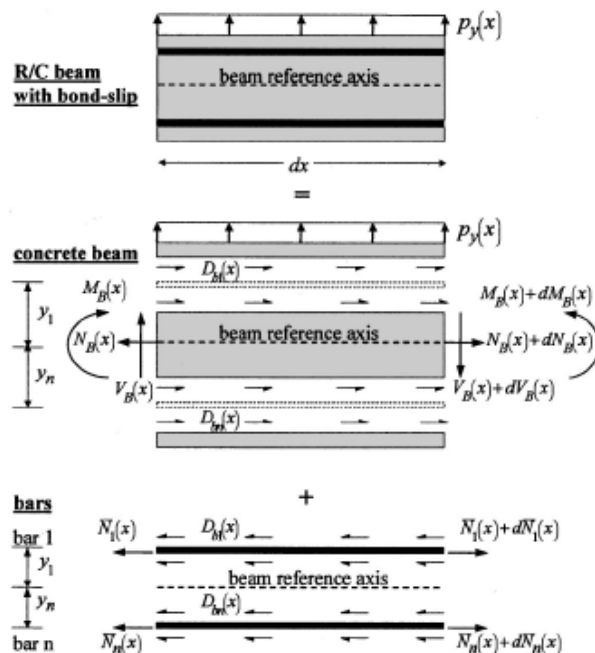 p_y(x)
R/C beam
with bond-slip
beam reference axis
dx
=
p_y(x)
concrete beam
D_b1(x)
M_B(x)
M_B(x)+dM_B(x)
y_1
beam reference axis
N_B(x)
N_B(x)+dN_B(x)
y_n
V_B(x)
V_B(x)+dV_B(x)
D_bn(x)
+
bars
N̅_1(x)
D_b1(x)
N̅_1(x)+dN̅_1(x)
bar 1
y_1
beam reference axis
y_n
D_bn(x)
bar n
N̅_n(x)
N̅_n(x)+dN̅_n(x)